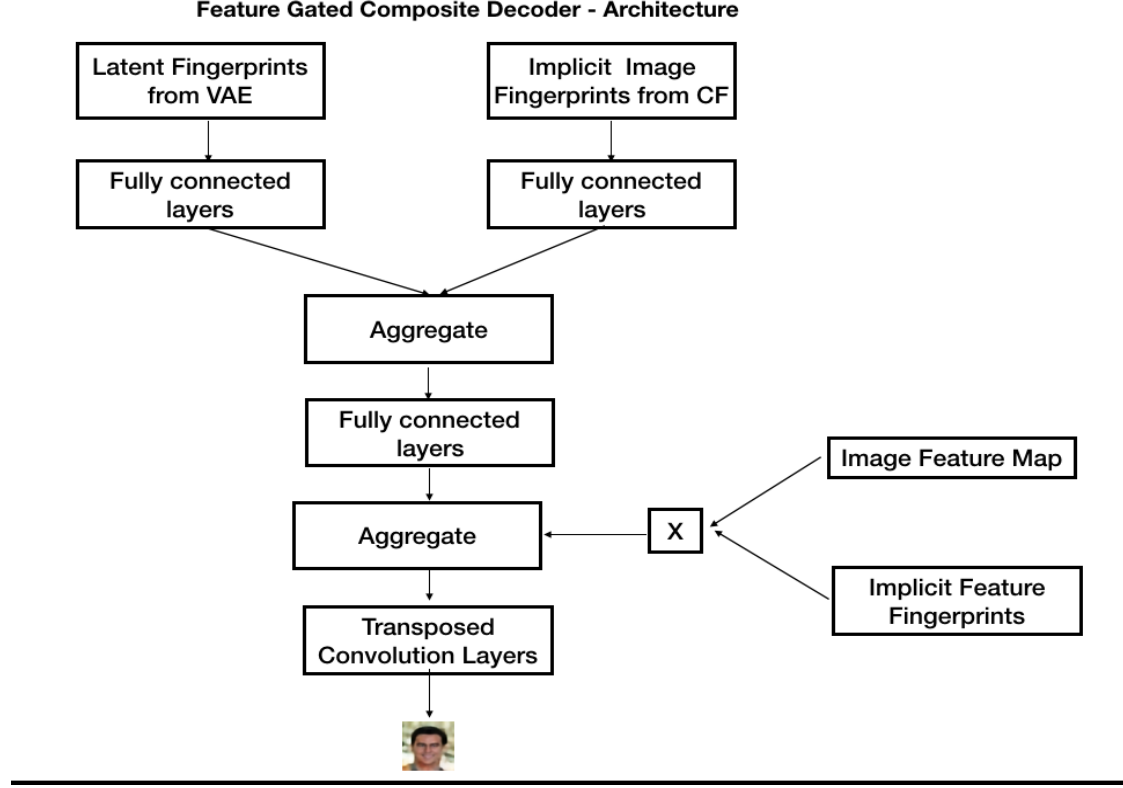 Feature Gated Composite Decoder - Architecture
Latent Fingerprints
from VAE
Implicit Image
Fingerprints from CF
Fully connected
layers
Fully connected
layers
Aggregate
Fully connected
layers
Image Feature Map
Aggregate
X
Implicit Feature
Fingerprints
Transposed
Convolution Layers